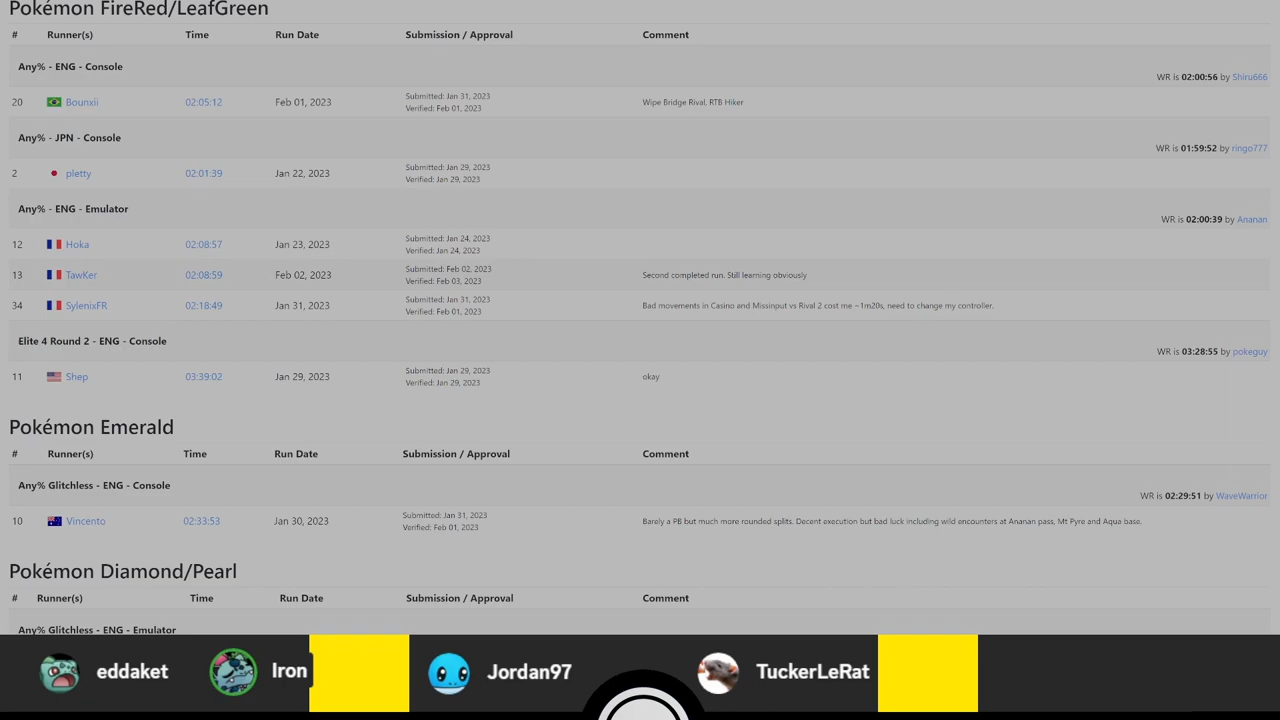 Pokémon FireRed/LeafGreen
# Runner(s) Time Run Date Submission / Approval Comment
Any% - ENG - Console
WR is 02:00:56 by Shiru666
20 Bounxii 02:05:12 Feb 01, 2023 Submitted: Jan 31, 2023 Wipe Bridge Rival, RTB Hiker
Verified: Feb 01, 2023
Any% - JPN - Console
WR is 01:59:52 by ringo777
2 pletty 02:01:39 Jan 22, 2023 Submitted: Jan 29, 2023
Verified: Jan 29, 2023
Any% - ENG - Emulator
WR is 02:00:39 by Ananan
12 Hoka 02:08:57 Jan 23, 2023 Submitted: Jan 24, 2023
Verified: Jan 24, 2023
13 TawKer 02:08:59 Feb 02, 2023 Submitted: Feb 02, 2023 Second completed run. Still learning obviously
Verified: Feb 03, 2023
34 SylenixFR 02:18:49 Jan 31, 2023 Submitted: Jan 31, 2023 Bad movements in Casino and Missinput vs Rival 2 cost me ~1m20s, need to change my controller.
Verified: Feb 01, 2023
Elite 4 Round 2 - ENG - Console
WR is 03:28:55 by pokeguy
11 Shep 03:39:02 Jan 29, 2023 Submitted: Jan 29, 2023 okay
Verified: Jan 29, 2023
Pokémon Emerald
# Runner(s) Time Run Date Submission / Approval Comment
Any% Glitchless - ENG - Console
WR is 02:29:51 by WaveWarrior
10 Vincento 02:33:53 Jan 30, 2023 Submitted: Jan 31, 2023 Barely a PB but much more rounded splits. Decent execution but bad luck including wild encounters at Ananan pass, Mt Pyre and Aqua base.
Verified: Feb 01, 2023
Pokémon Diamond/Pearl
# Runner(s) Time Run Date Submission / Approval Comment
Any% Glitchless - ENG - Emulator
eddaket Iron Jordan97 TuckerLeRat